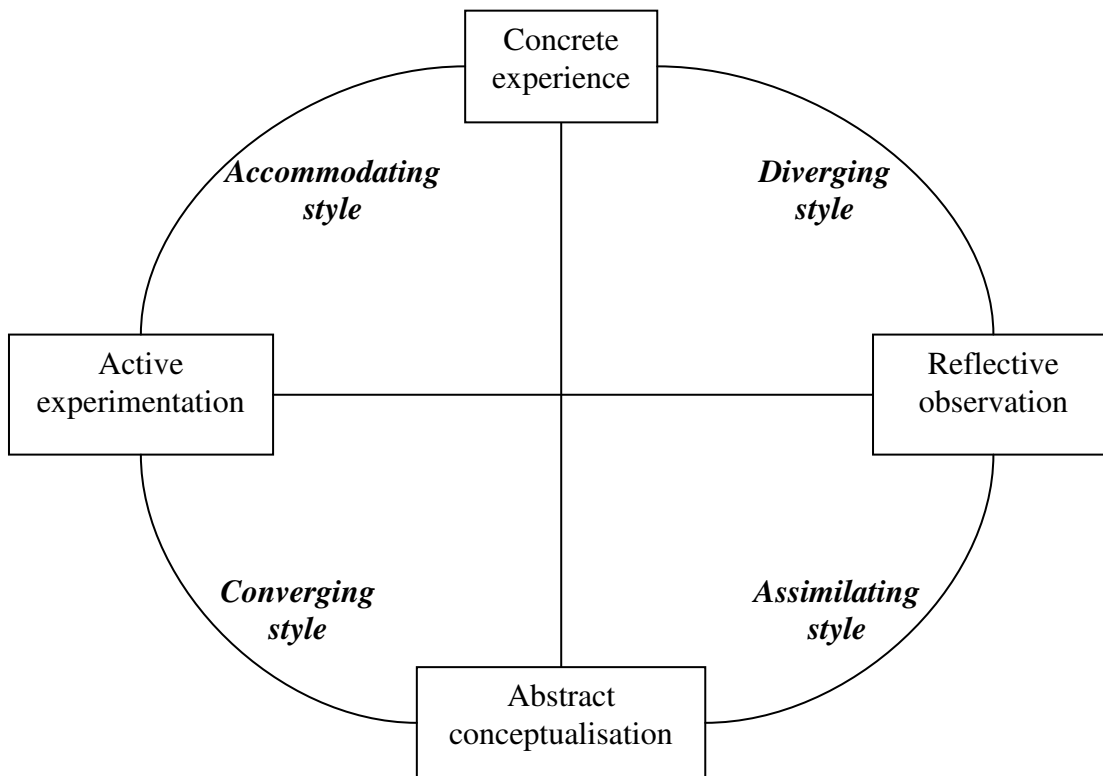 Concrete
experience
Accommodating
style
Diverging
style
Active
experimentation
Reflective
observation
Converging
style
Assimilating
style
Abstract
conceptualisation